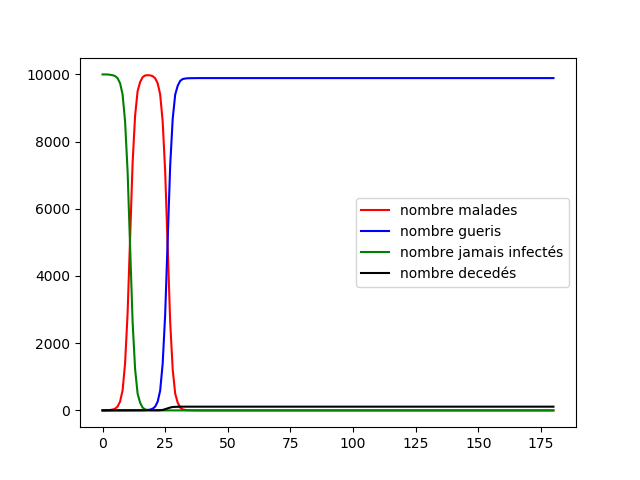 10000
8000
6000
4000
2000
0
0 25 50 75 100 125 150 175
nombre malades
nombre gueris
nombre jamais infectés
nombre decedés